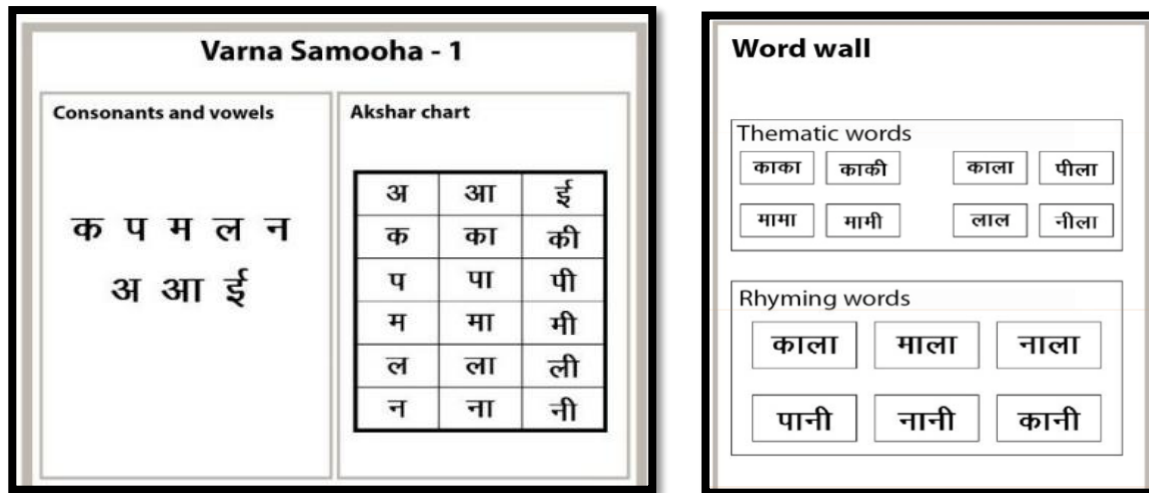 Varna Samooha - 1
Consonants and vowels
क प म ल न
अ आ ई
Akshar chart
अ आ ई
क का की
प पा पी
म मा मी
ल ला ली
न ना नी
Word wall
Thematic words
काका काकी काला पीला
मामा मामी लाल नीला
Rhyming words
काला माला नाला
पानी नानी कानी